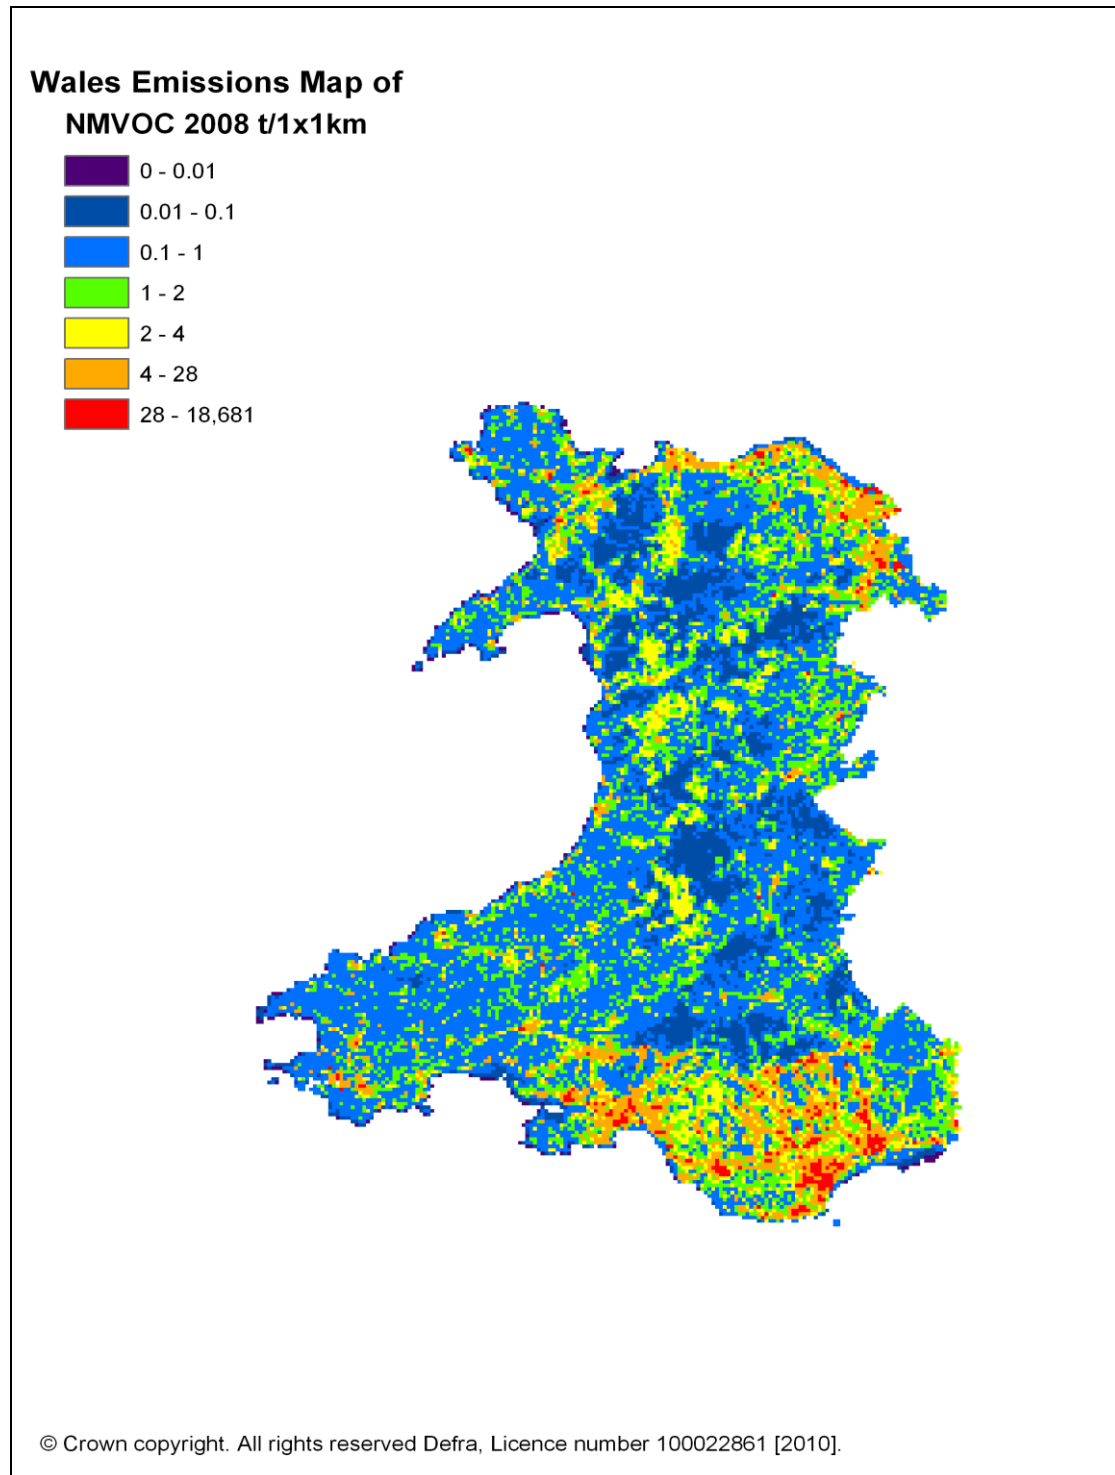 Wales Emissions Map of
NMVOC 2008 t/1x1km
0 - 0.01
0.01 - 0.1
0.1 - 1
1 - 2
2 - 4
4 - 28
28 - 18,681
© Crown copyright. All rights reserved Defra, Licence number 100022861 [2010].